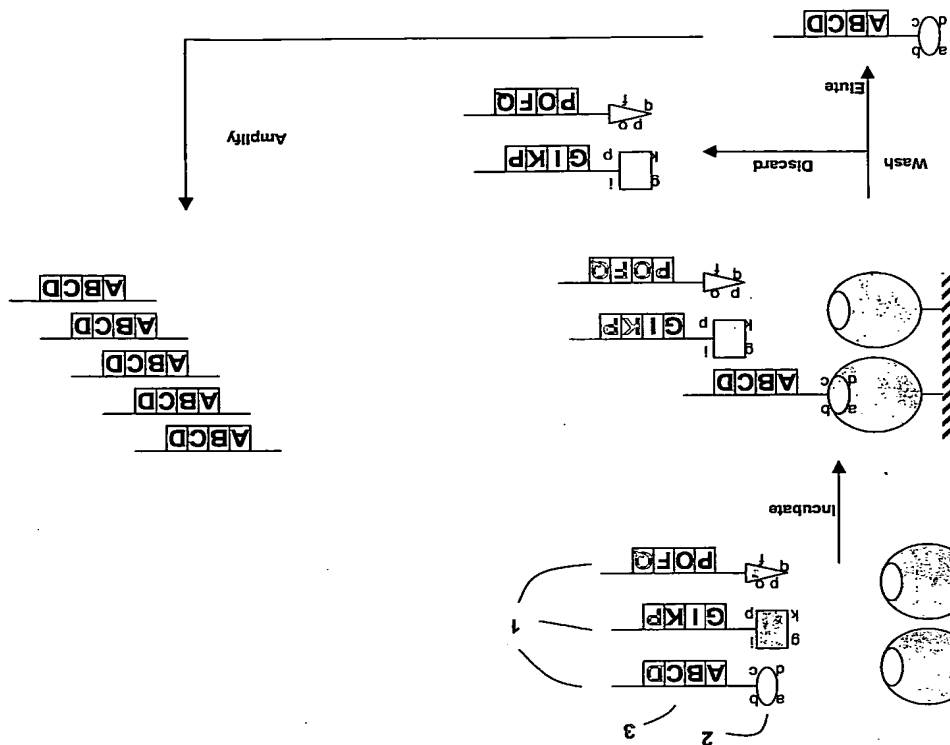 2
3
a b
ABCD
d c
1
g i
GIKP
k p
p o
POFQ
q f
Incubate
ABCD
ABCD
a b
ABCD
d c
ABCD
g i
GIKP
k p
ABCD
p o
POFQ
q f
ABCD
Wash
Discard
g i
GIKP
k p
Amplify
p o
POFQ
q f
Elute
a b
ABCD
d c